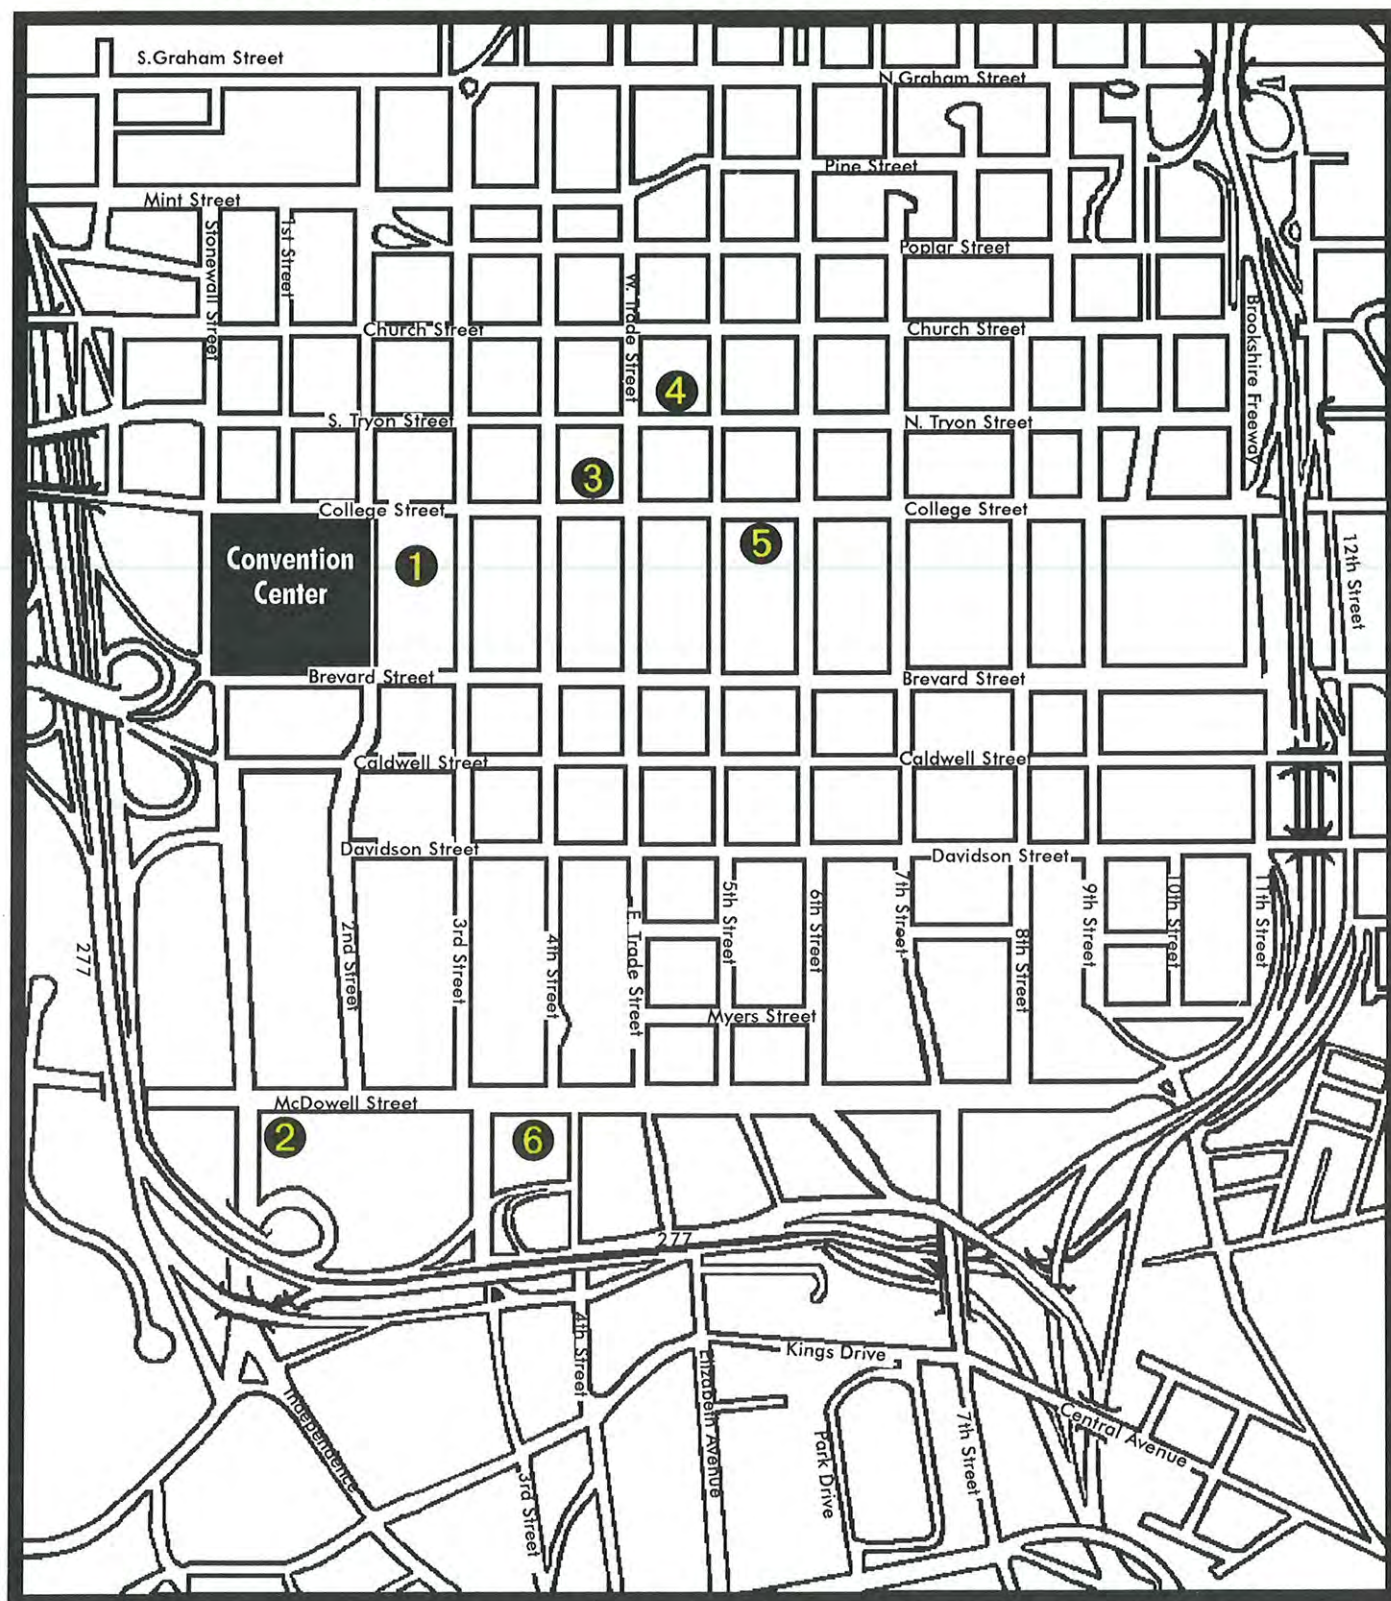 S.Graham Street
N.Graham Street
Pine Street
Mint Street
Stonewall Street
1st Street
Poplar Street
W. Trade Street
Church Street
Church Street
Brookshire Freeway
4
S. Tryon Street
N. Tryon Street
3
College Street
College Street
Convention
Center
1
5
12th Street
Brevard Street
Brevard Street
Caldwell Street
Caldwell Street
Davidson Street
Davidson Street
277
2nd Street
3rd Street
4th Street
E. Trade Street
5th Street
6th Street
7th Street
8th Street
9th Street
10th Street
11th Street
Myers Street
McDowell Street
2
6
277
4th Street
Kings Drive
Independence
Elizabeth Avenue
Park Drive
7th Street
Central Avenue
3rd Street